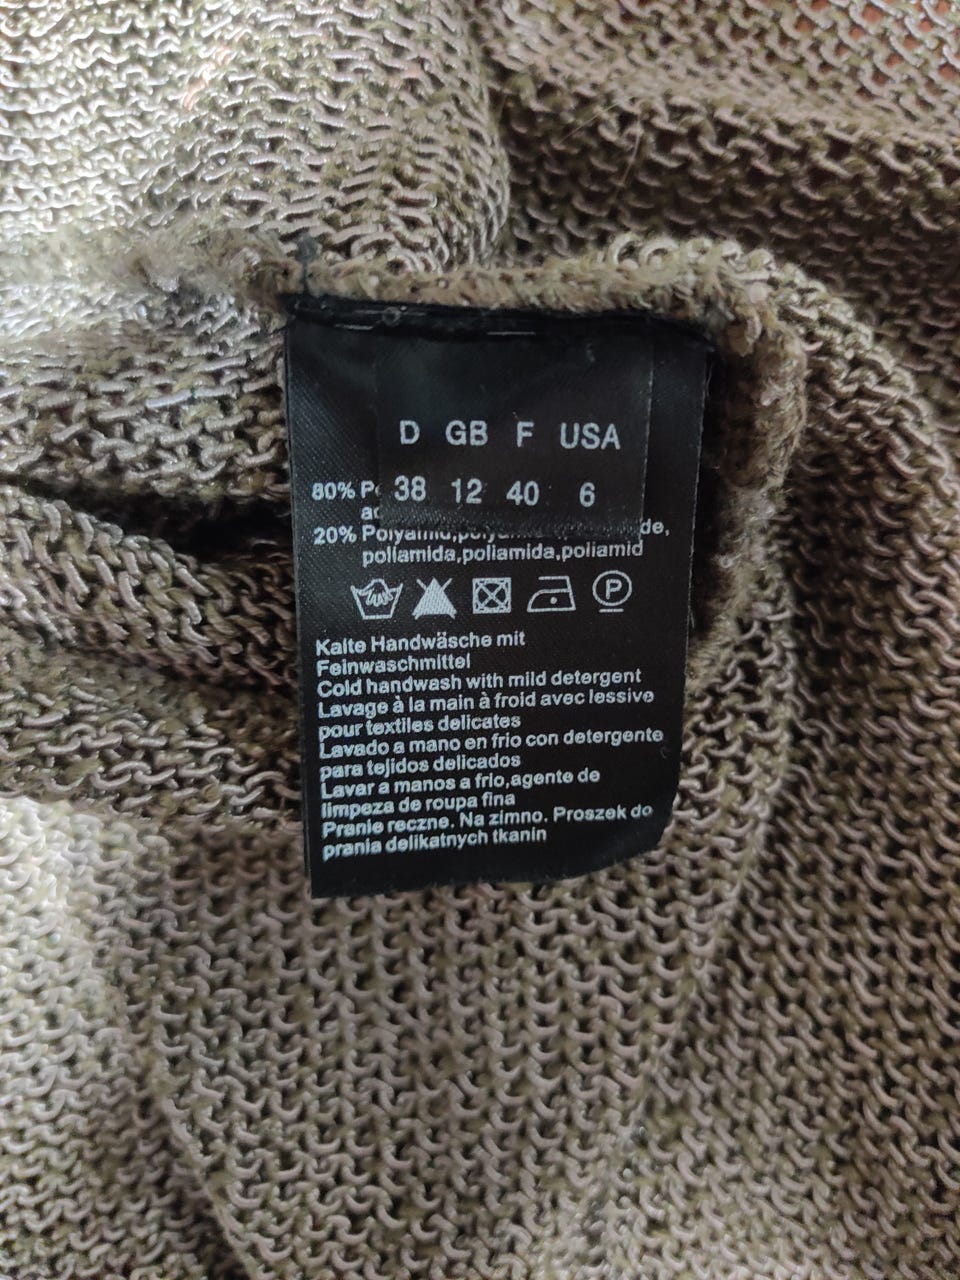 D GB F USA
38 12 40 6
80%
20% Polyamid,
poliamida,poliamida,poliamid
P
Kalte Handwäsche mit
Feinwaschmittel
Cold handwash with mild detergent
Lavage à la main à froid avec lessive
pour textiles delicates
Lavado a mano en frio con detergente
para tejidos delicados
Lavar a manos a frio,agente de
limpeza de roupa fina
Pranie reczne. Na zimno. Proszek do
prania delikatnych tkanin